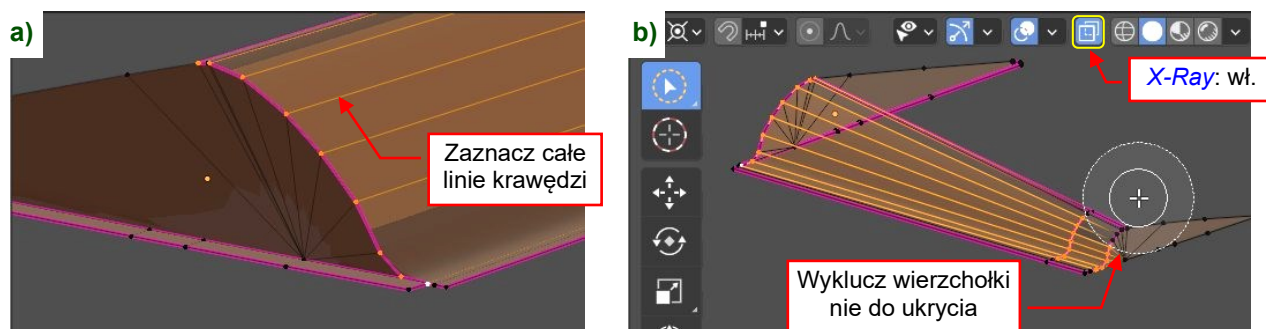 a)
Zaznacz całe
linie krawędzi
b)
X-Ray: wł.
Wyklucz wierzchołki
nie do ukrycia